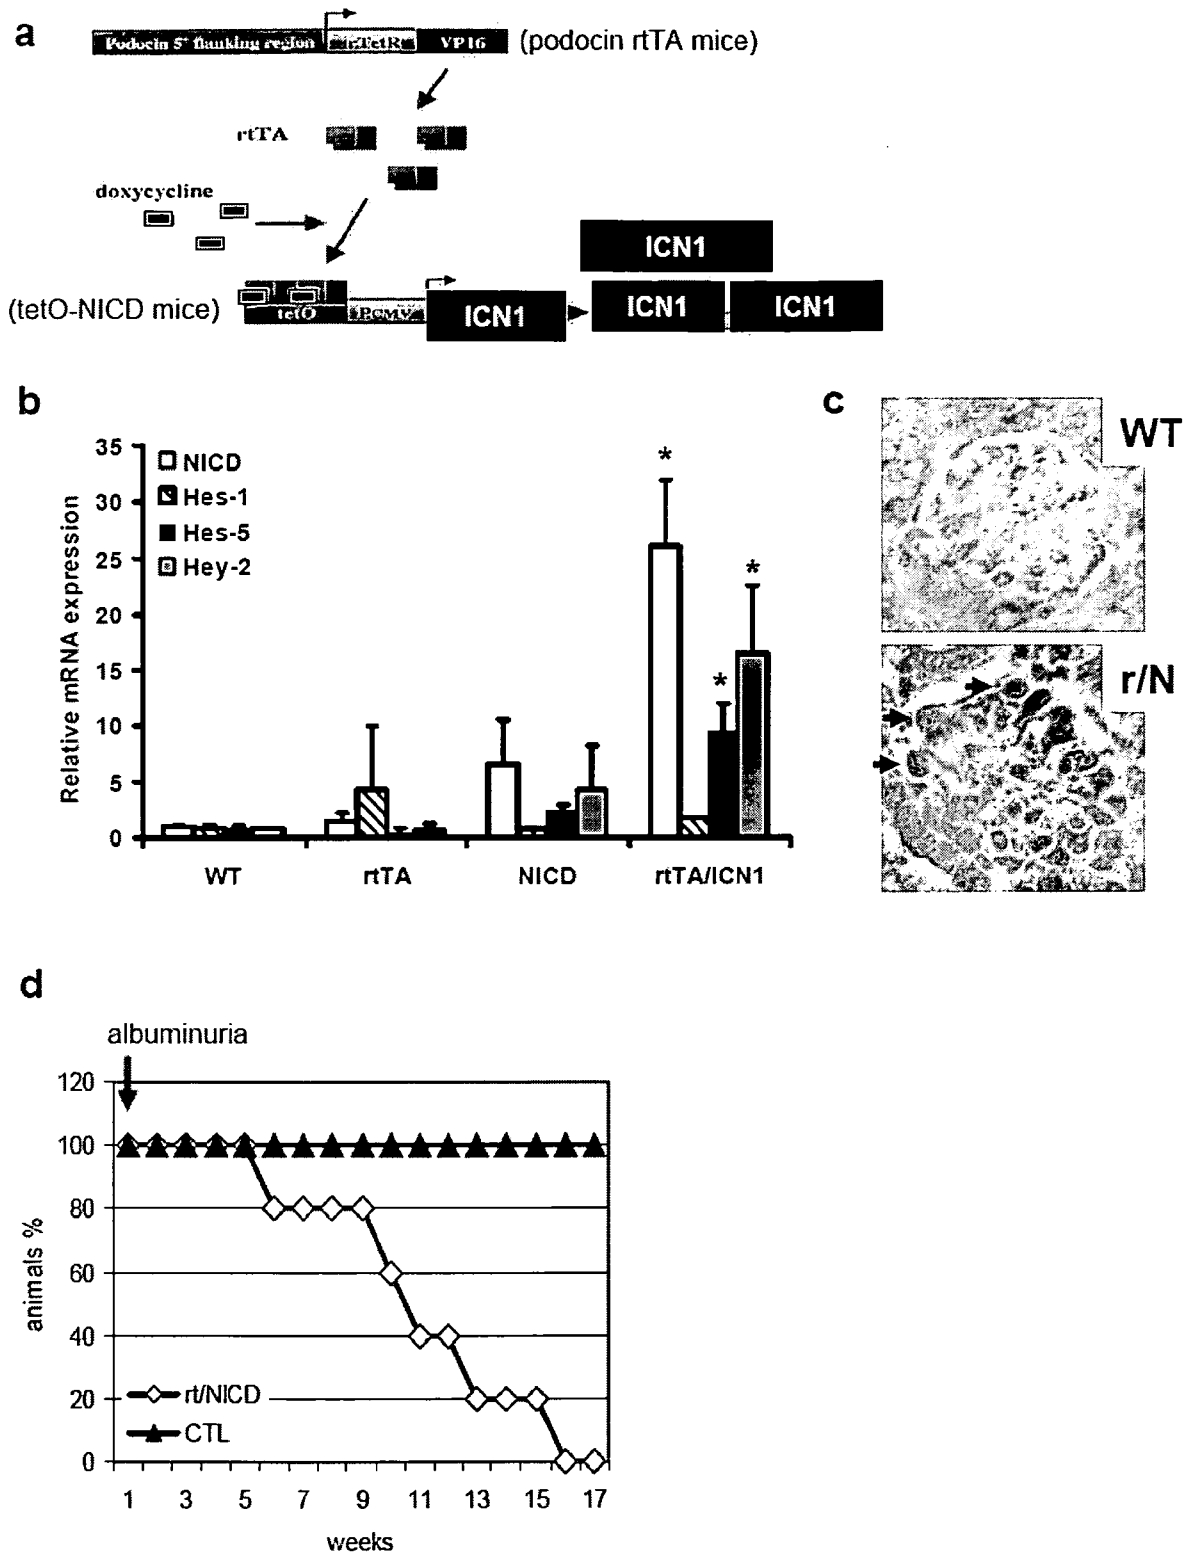 a
Podocin 5' flanking region rTetR VP16 (podocin rtTA mice)
rtTA
doxycycline
ICN1
(tetO-NICD mice) tetO PCMV ICN1 ICN1 ICN1
b
Relative mRNA expression
35
30
25
20
15
10
5
0
NICD
Hes-1
Hes-5
Hey-2
*
*
*
WT rtTA NICD rtTA/ICN1
c
WT
r/N
d
albuminuria
animals %
120
100
80
60
40
20
0
rt/NICD
CTL
1 3 5 7 9 11 13 15 17
weeks